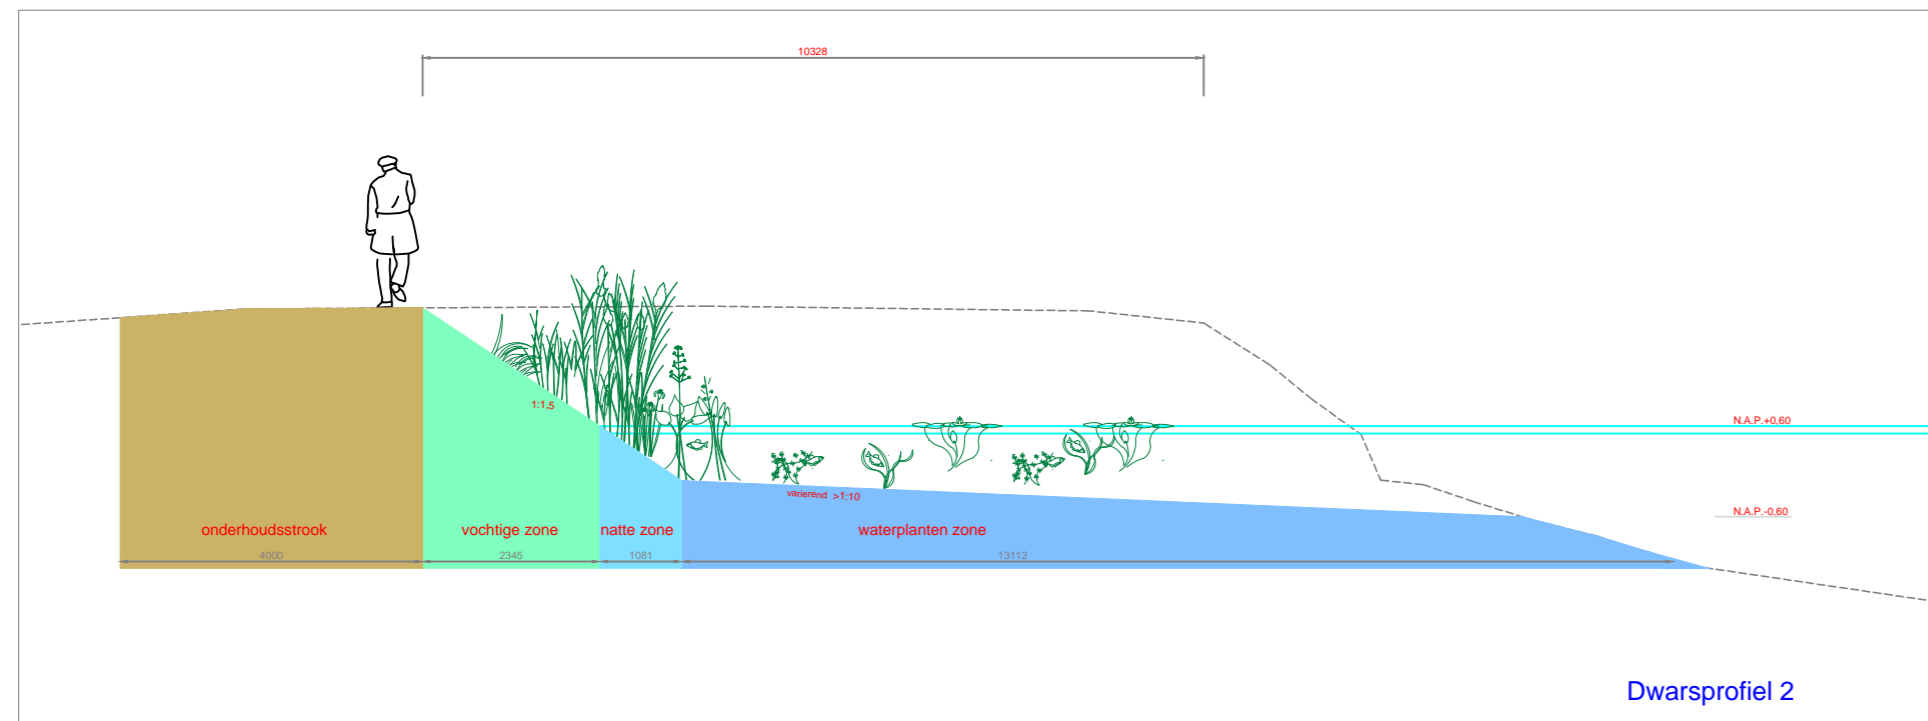 10328
1:1,5
N.A.P.+0,60
varierend >1:10
N.A.P.-0.60
onderhoudsstrook
vochtige zone
natte zone
waterplanten zone
4000
2345
1081
13112
Dwarsprofiel 2